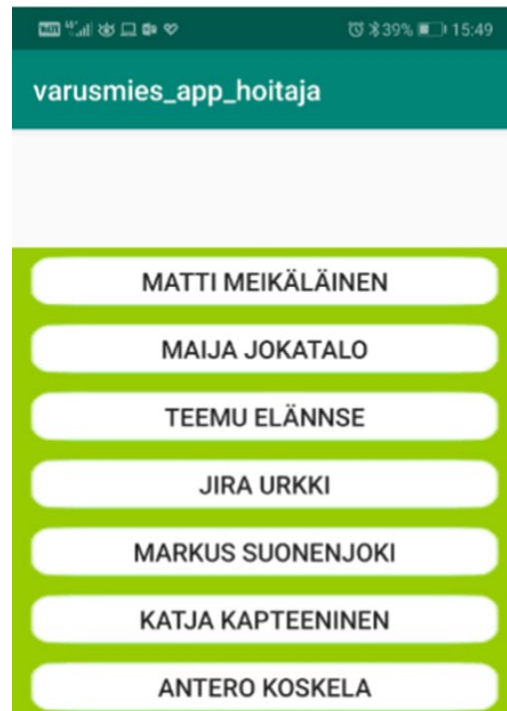 39% 15:49
varusmies_app_hoitaja
MATTI MEIKÄLÄINEN
MAIJA JOKATALO
TEEMU ELÄNNSE
JIRA URKKI
MARKUS SUONENJOKI
KATJA KAPTEENINEN
ANTERO KOSKELA